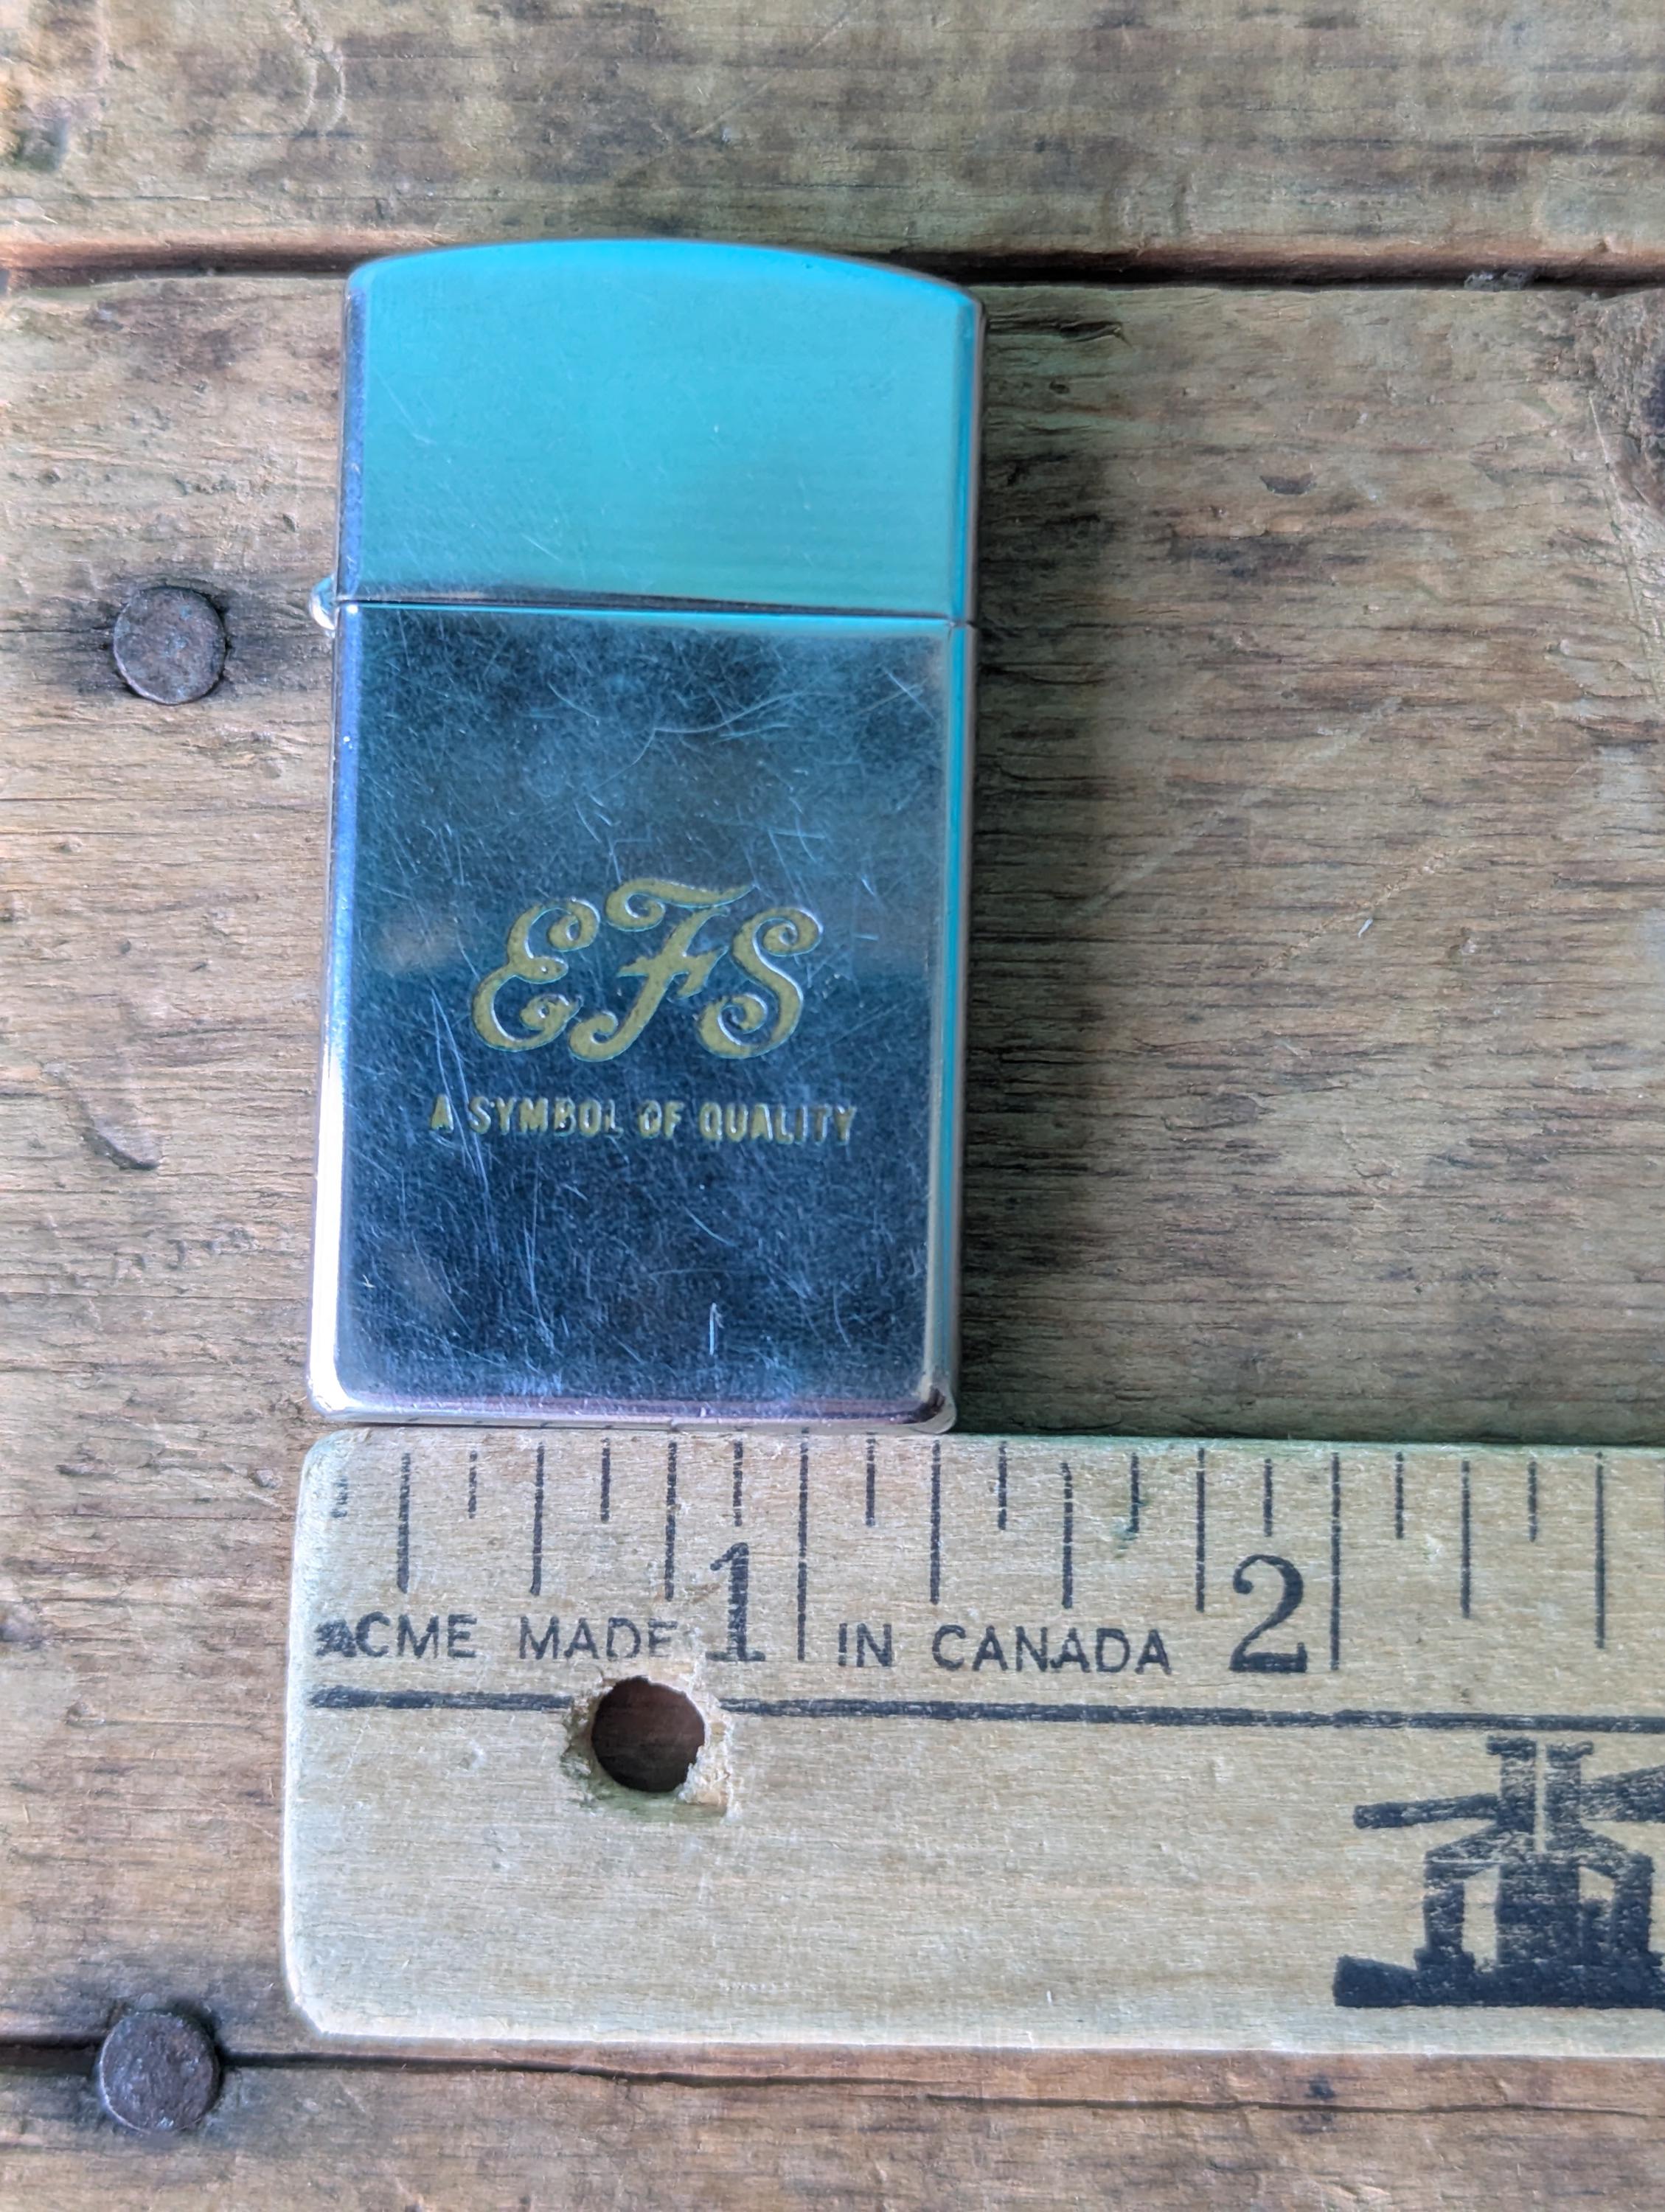 EFS
A SYMBOL OF QUALITY
1 2
ACME MADE IN CANADA